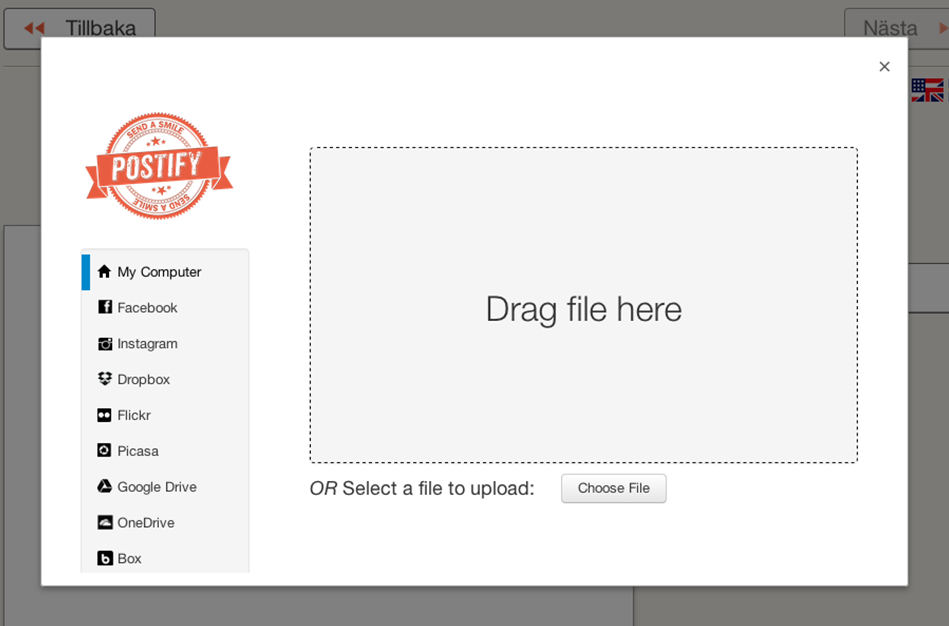 Tillbaka
Nästa
SEND A SMILE
POSTIFY
SEND A SMILE
My Computer
Facebook
Instagram
Dropbox
Flickr
Picasa
Google Drive
OneDrive
Box
Drag file here
OR Select a file to upload:
Choose File